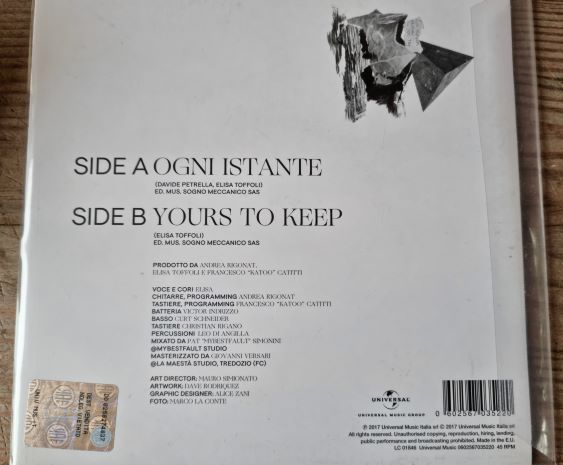 SIDE A OGNI ISTANTE
(DAVIDE PETRELLA, ELISA TOFFOLI)
ED. MUS. SOGNO MECCANICO SAS
SIDE B YOURS TO KEEP
(ELISA TOFFOLI)
ED. MUS. SOGNO MECCANICO SAS
PRODOTTO DA ANDREA RIGONAT,
ELISA TOFFOLI E FRANCESCO "KATOO" CATITTI
VOCE E CORI ELISA
CHITARRE, PROGRAMMING ANDREA RIGONAT
TASTIERE, PROGRAMMING FRANCESCO "KATOO" CATITTI
BATTERIA VICTOR INDRIZZO
BASSO CURT SCHNEIDER
TASTIERE CHRISTIAN RIGANO
PERCUSSIONI LEO DI ANGILLA
MIXATO DA PAT "MYBESTFAULT" SIMONINI
@MYBESTFAULT STUDIO
MASTERIZZATO DA GIOVANNI VERSARI
@LA MAESTÀ STUDIO, TREDOZIO (FC)
ART DIRECTOR: MAURO SIMIONATO
ARTWORK: DAVE RODRIQUEZ
GRAPHIC DESIGNER: ALICE ZANI
FOTO: MARCO LA CONTE
UNIVERSAL
UNIVERSAL MUSIC GROUP
0 602567 035220
℗ 2017 Universal Music Italia srl © 2017 Universal Music Italia srl.
All rights reserved. Unauthorised copying, reproduction, hiring, lending,
public performance and broadcasting prohibited. Made in the E.U.
LC 01846 Universal Music 0602567035220 45 RPM